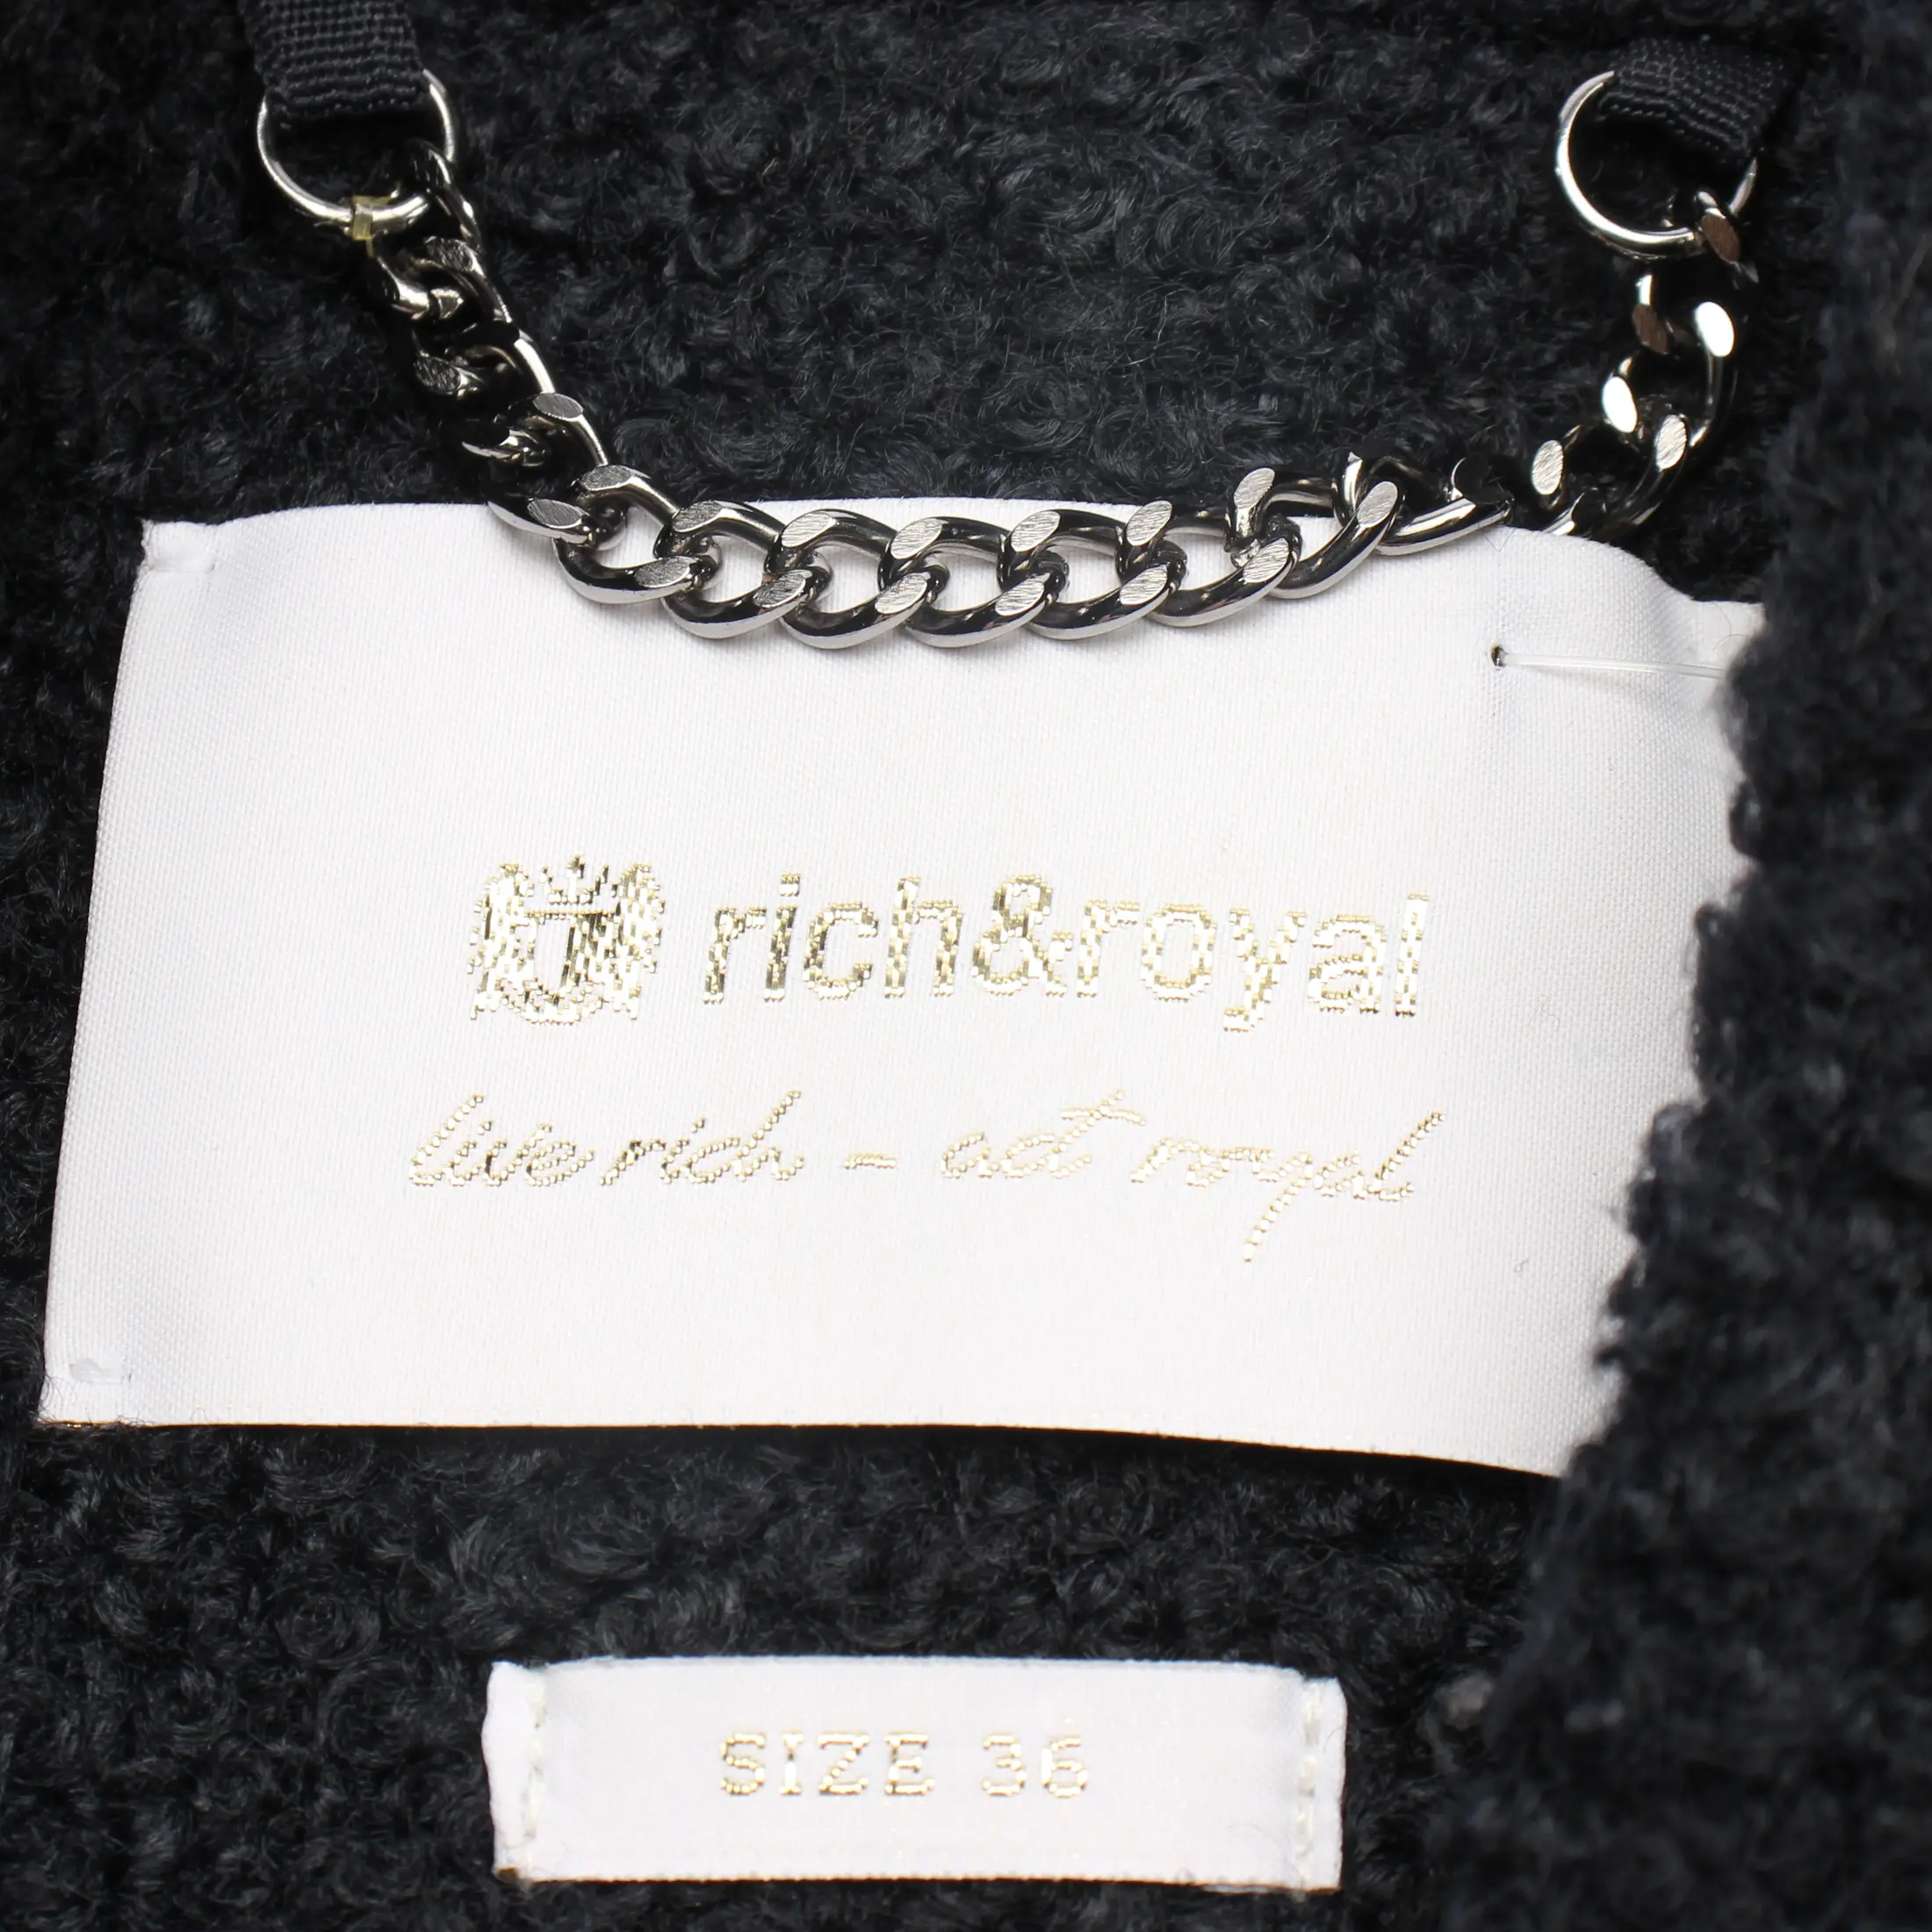 rich&royal
live rich - act royal
SIZE 36